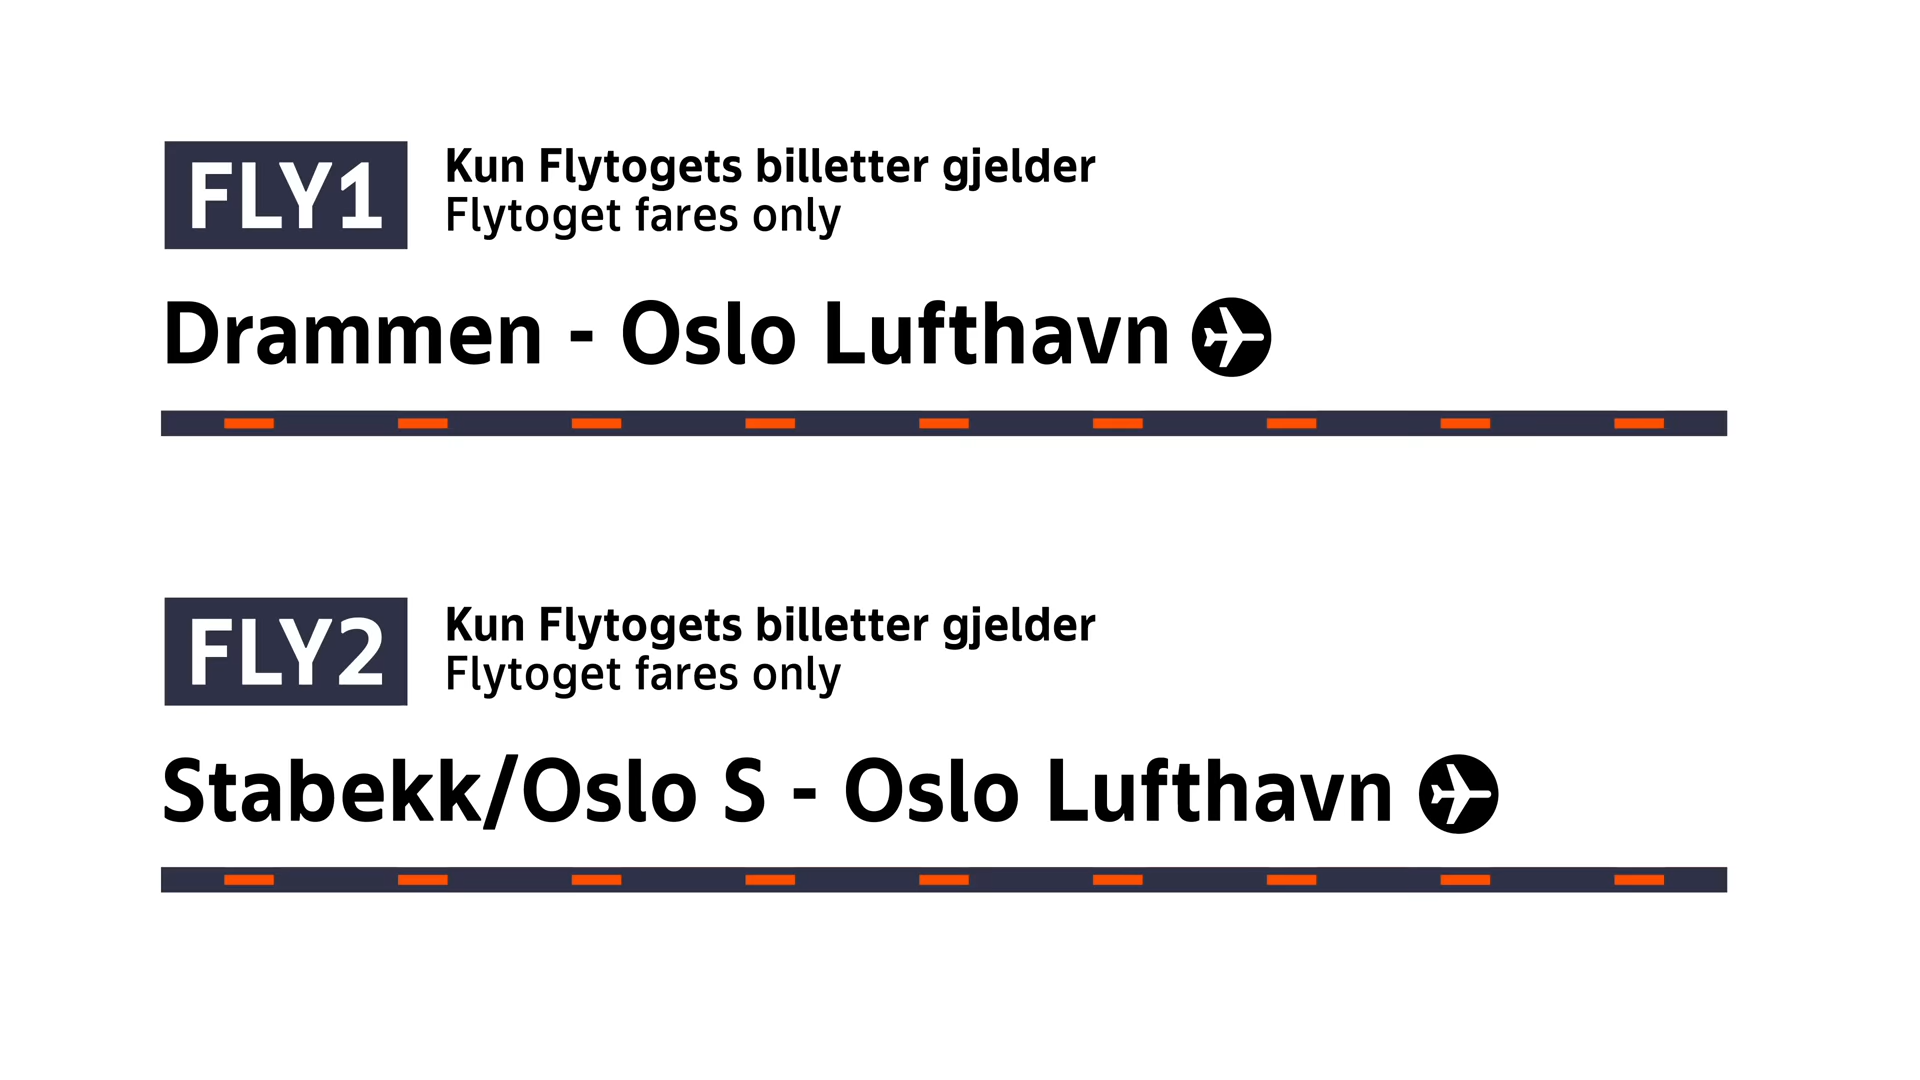 FLY1
Kun Flytogets billetter gjelder
Flytoget fares only
Drammen - Oslo Lufthavn
FLY2
Kun Flytogets billetter gjelder
Flytoget fares only
Stabekk/Oslo S - Oslo Lufthavn